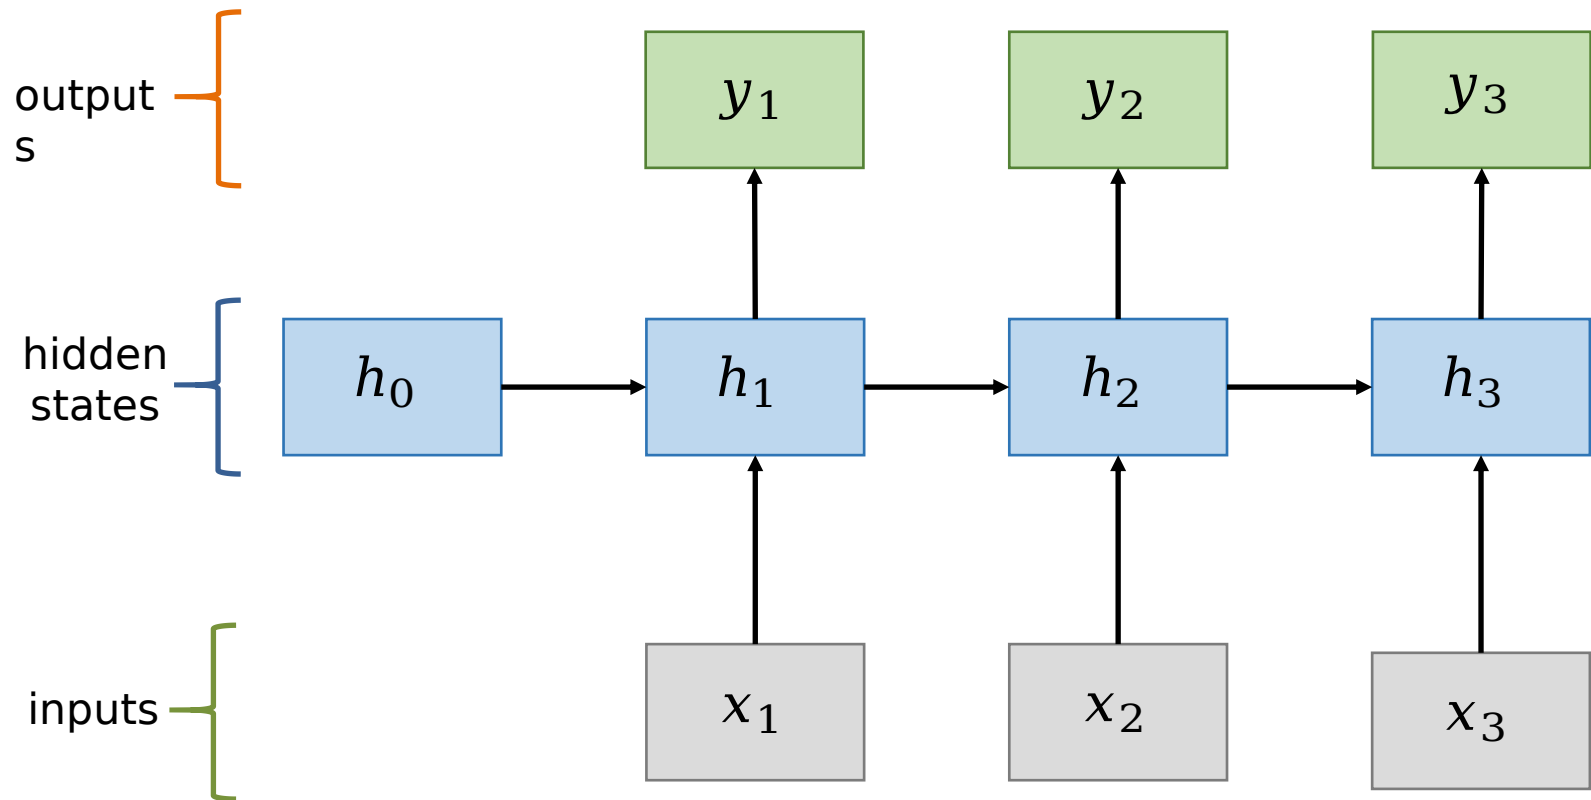 output
s
y₁ y₂ y₃
hidden
states
h₀ h₁ h₂ h₃
inputs
x₁ x₂ x₃